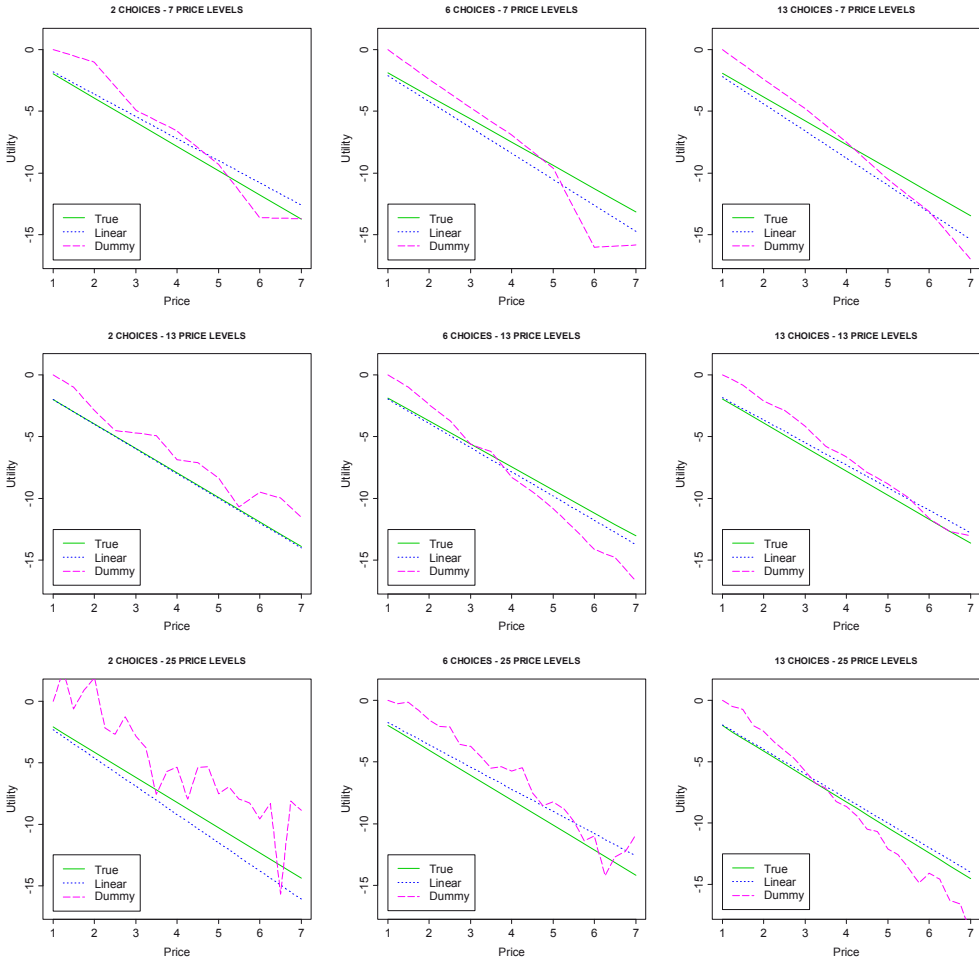 2 CHOICES - 7 PRICE LEVELS
Utility
0
-5
-10
-15
True
Linear
Dummy
1 2 3 4 5 6 7
Price
6 CHOICES - 7 PRICE LEVELS
Utility
0
-5
-10
-15
True
Linear
Dummy
1 2 3 4 5 6 7
Price
13 CHOICES - 7 PRICE LEVELS
Utility
0
-5
-10
-15
True
Linear
Dummy
1 2 3 4 5 6 7
Price
2 CHOICES - 13 PRICE LEVELS
Utility
0
-5
-10
-15
True
Linear
Dummy
1 2 3 4 5 6 7
Price
6 CHOICES - 13 PRICE LEVELS
Utility
0
-5
-10
-15
True
Linear
Dummy
1 2 3 4 5 6 7
Price
13 CHOICES - 13 PRICE LEVELS
Utility
0
-5
-10
-15
True
Linear
Dummy
1 2 3 4 5 6 7
Price
2 CHOICES - 25 PRICE LEVELS
Utility
0
-5
-10
-15
True
Linear
Dummy
1 2 3 4 5 6 7
Price
6 CHOICES - 25 PRICE LEVELS
Utility
0
-5
-10
-15
True
Linear
Dummy
1 2 3 4 5 6 7
Price
13 CHOICES - 25 PRICE LEVELS
Utility
0
-5
-10
-15
True
Linear
Dummy
1 2 3 4 5 6 7
Price